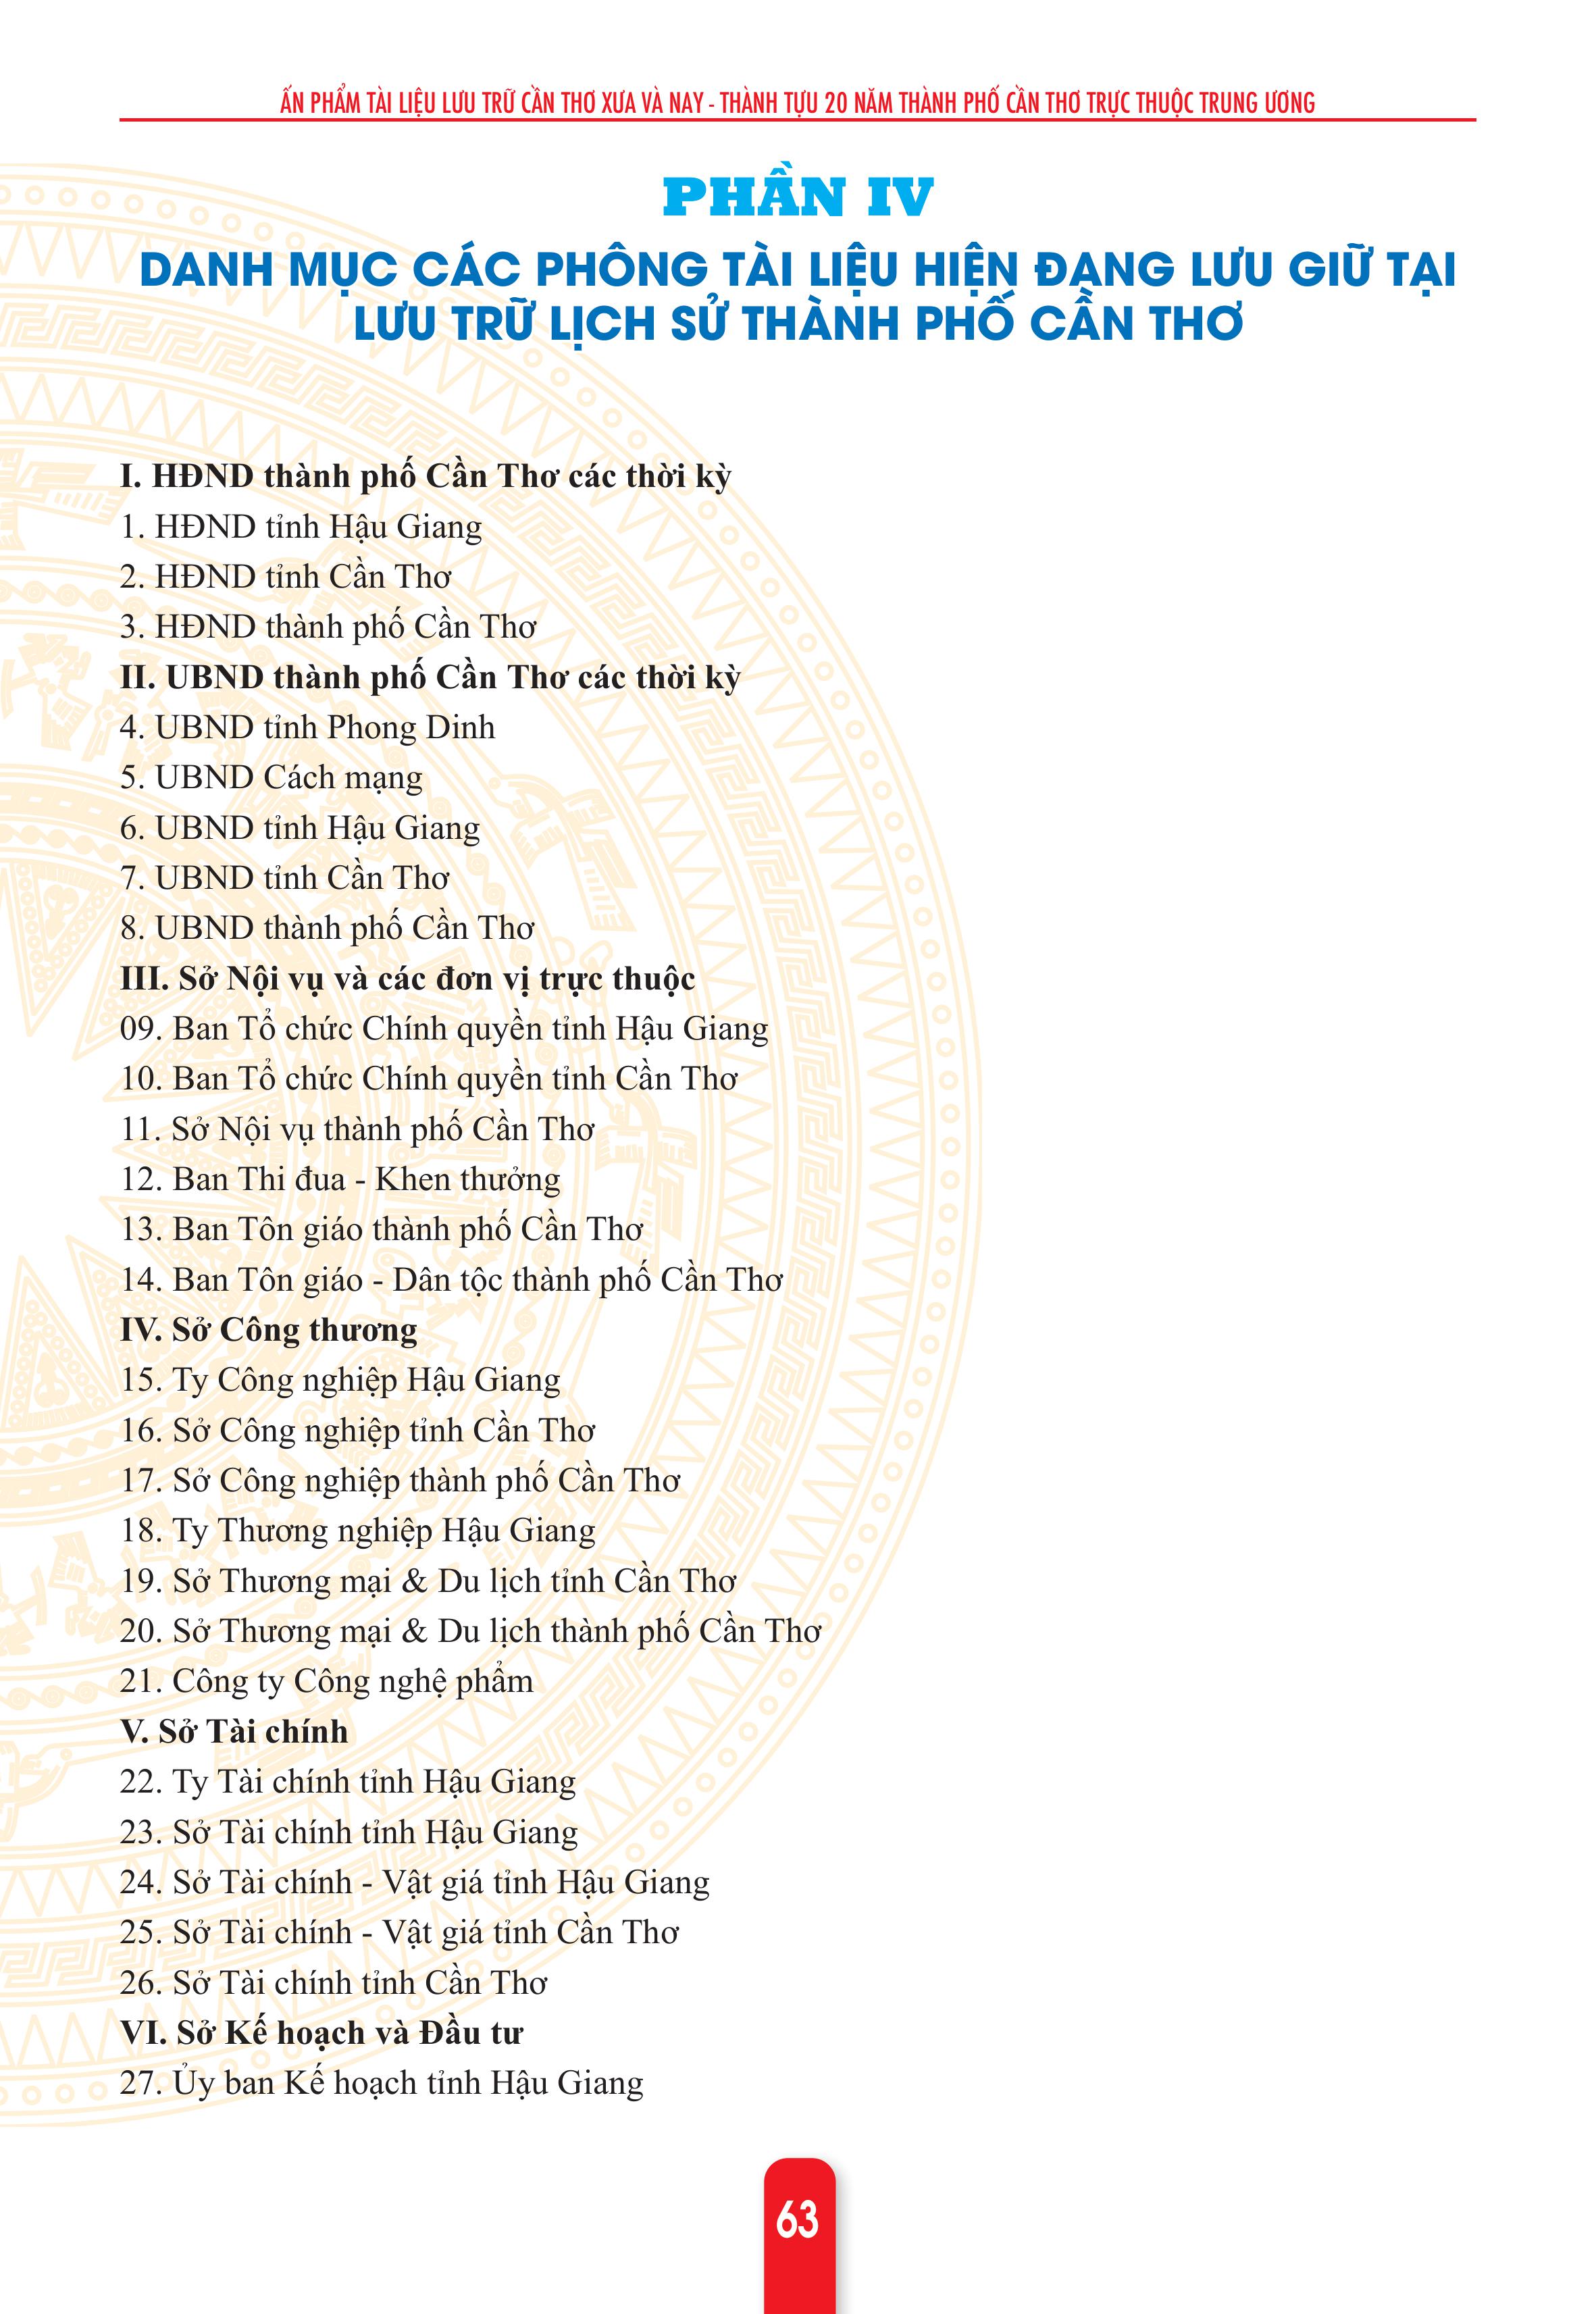 ẤN PHẨM TÀI LIỆU LƯU TRỮ CẦN THƠ XƯA VÀ NAY - THÀNH TỰU 20 NĂM THÀNH PHỐ CẦN THƠ TRỰC THUỘC TRUNG ƯƠNG
PHẦN IV
DANH MỤC CÁC PHÔNG TÀI LIỆU HIỆN ĐANG LƯU GIỮ TẠI
LƯU TRỮ LỊCH SỬ THÀNH PHỐ CẦN THƠ
I. HĐND thành phố Cần Thơ các thời kỳ
1. HĐND tỉnh Hậu Giang
2. HĐND tỉnh Cần Thơ
3. HĐND thành phố Cần Thơ
II. UBND thành phố Cần Thơ các thời kỳ
4. UBND tỉnh Phong Dinh
5. UBND Cách mạng
6. UBND tỉnh Hậu Giang
7. UBND tỉnh Cần Thơ
8. UBND thành phố Cần Thơ
III. Sở Nội vụ và các đơn vị trực thuộc
09. Ban Tổ chức Chính quyền tỉnh Hậu Giang
10. Ban Tổ chức Chính quyền tỉnh Cần Thơ
11. Sở Nội vụ thành phố Cần Thơ
12. Ban Thi đua - Khen thưởng
13. Ban Tôn giáo thành phố Cần Thơ
14. Ban Tôn giáo - Dân tộc thành phố Cần Thơ
IV. Sở Công thương
15. Ty Công nghiệp Hậu Giang
16. Sở Công nghiệp tỉnh Cần Thơ
17. Sở Công nghiệp thành phố Cần Thơ
18. Ty Thương nghiệp Hậu Giang
19. Sở Thương mại & Du lịch tỉnh Cần Thơ
20. Sở Thương mại & Du lịch thành phố Cần Thơ
21. Công ty Công nghệ phẩm
V. Sở Tài chính
22. Ty Tài chính tỉnh Hậu Giang
23. Sở Tài chính tỉnh Hậu Giang
24. Sở Tài chính - Vật giá tỉnh Hậu Giang
25. Sở Tài chính - Vật giá tỉnh Cần Thơ
26. Sở Tài chính tỉnh Cần Thơ
VI. Sở Kế hoạch và Đầu tư
27. Ủy ban Kế hoạch tỉnh Hậu Giang
63